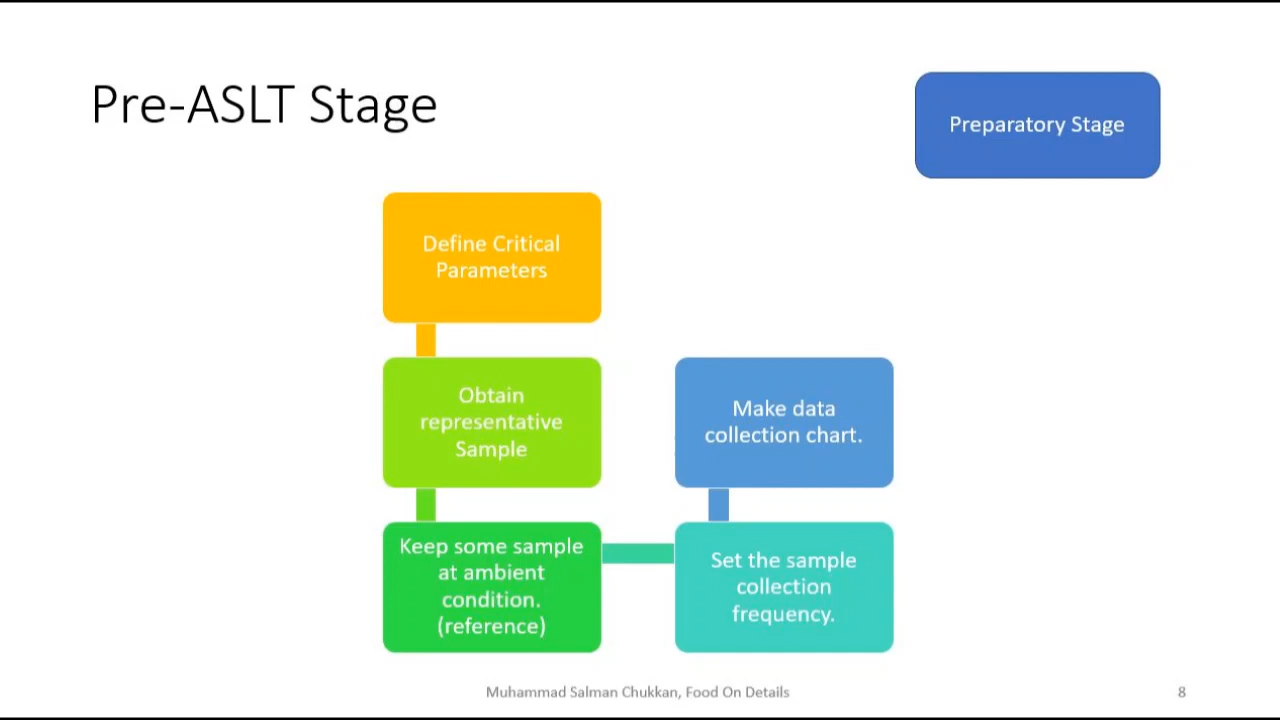 Pre-ASLT Stage
Preparatory Stage
Define Critical
Parameters
Obtain
representative
Sample
Keep some sample
at ambient
condition.
(reference)
Set the sample
collection
frequency.
Make data
collection chart.
Muhammad Salman Chukkan, Food On Details
8